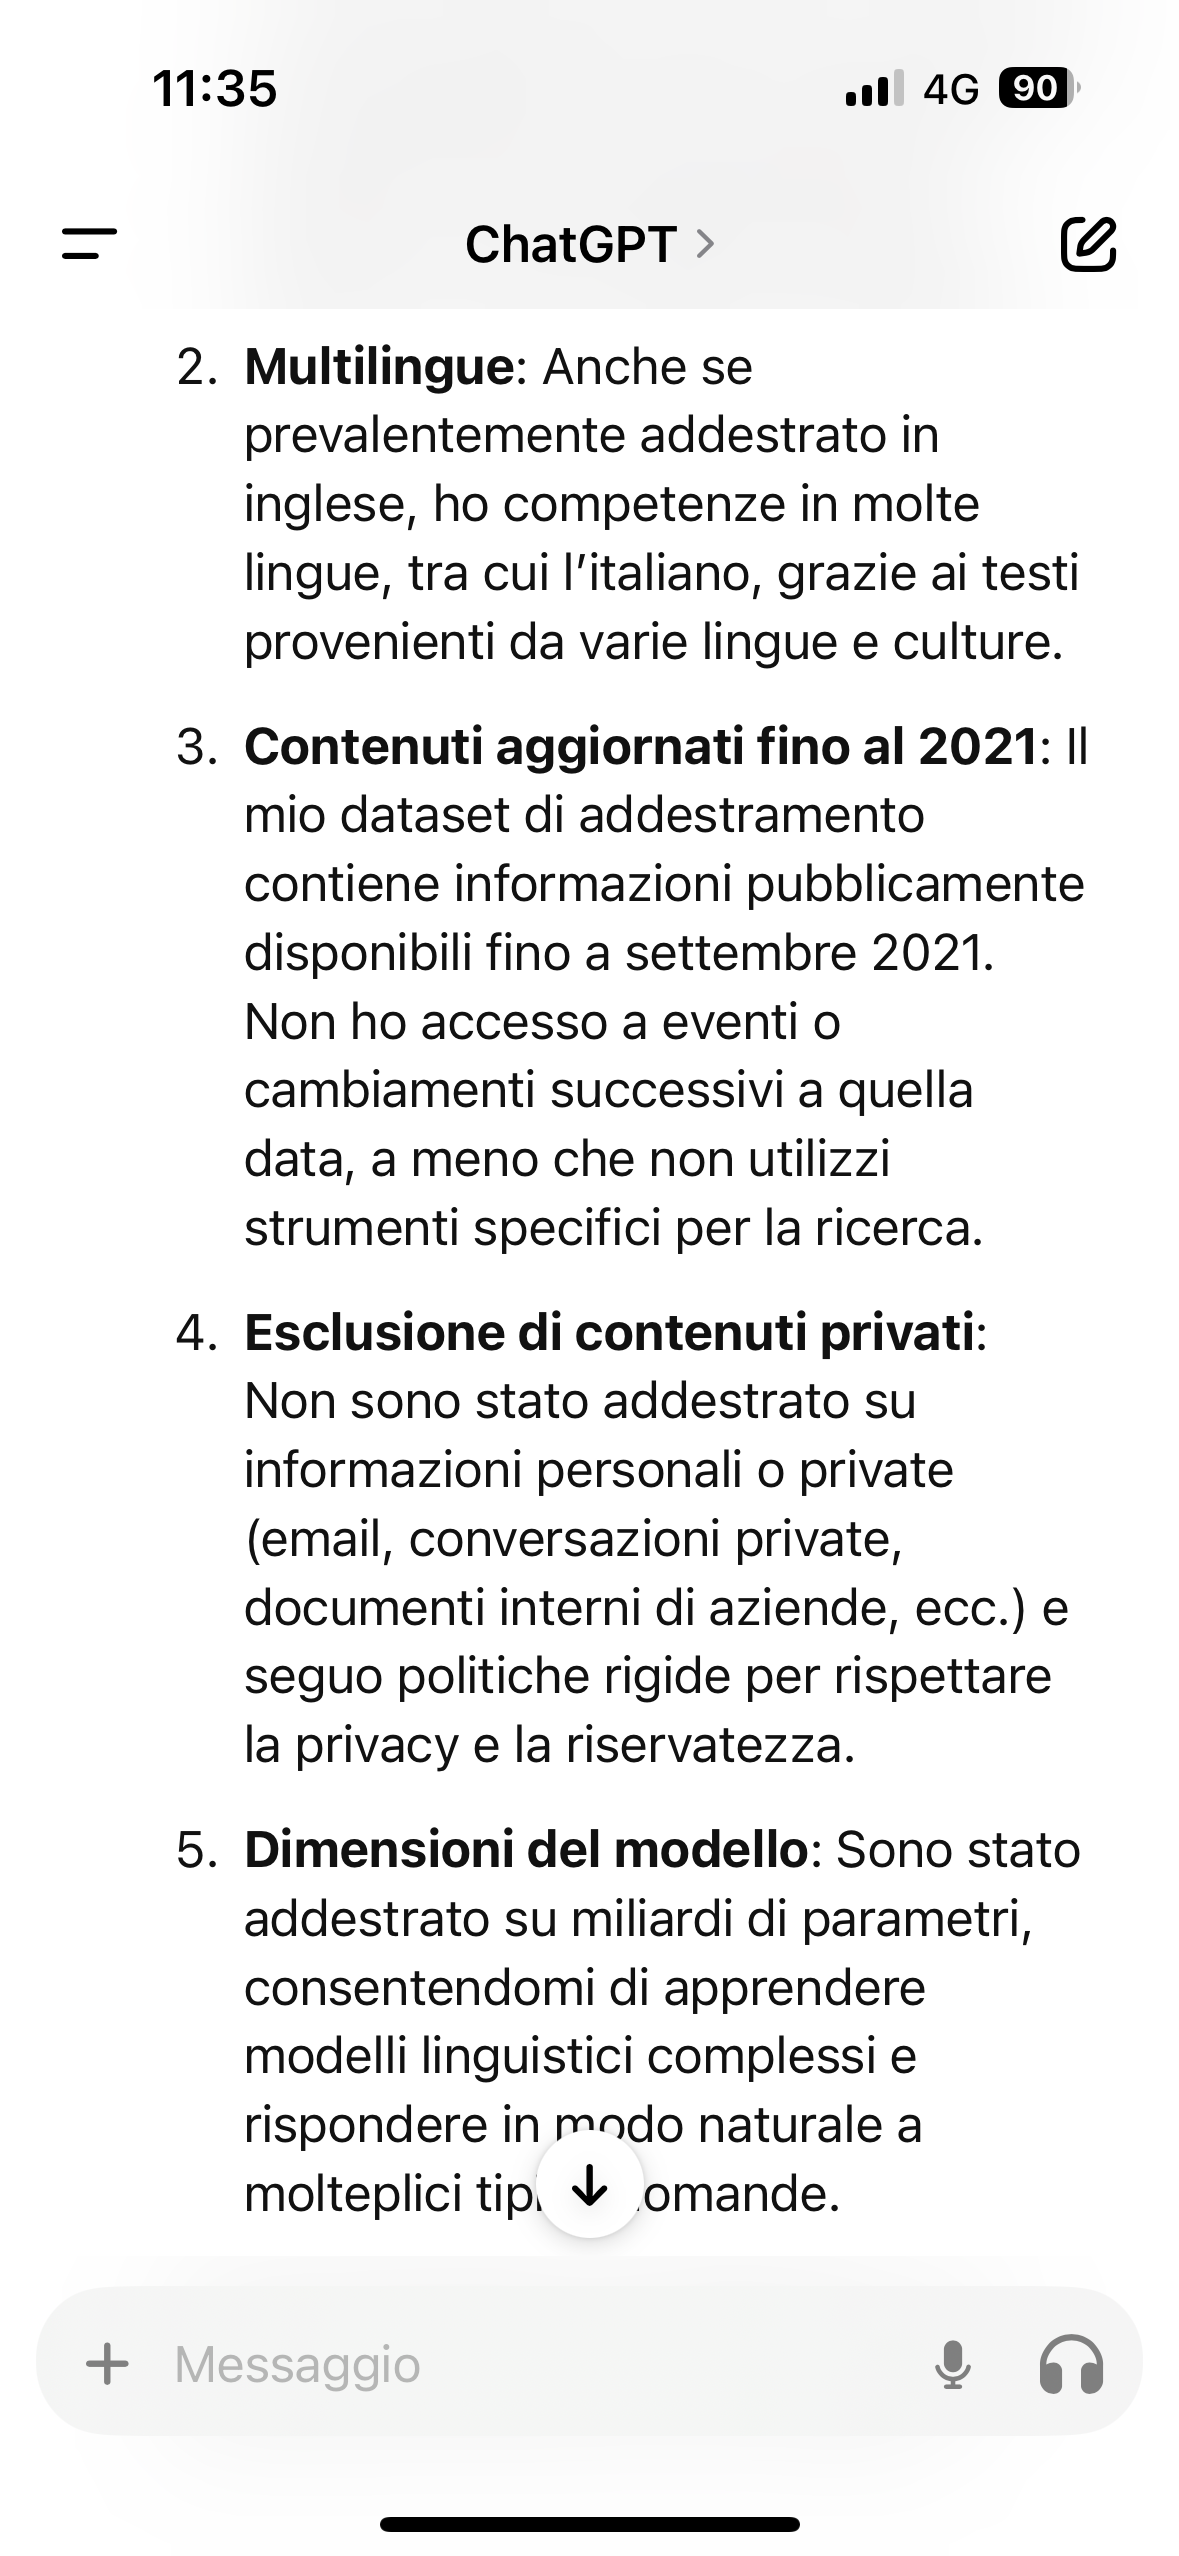 11:35
4G
90
ChatGPT
2. Multilingue: Anche se
prevalentemente addestrato in
inglese, ho competenze in molte
lingue, tra cui l’italiano, grazie ai testi
provenienti da varie lingue e culture.
3. Contenuti aggiornati fino al 2021: Il
mio dataset di addestramento
contiene informazioni pubblicamente
disponibili fino a settembre 2021.
Non ho accesso a eventi o
cambiamenti successivi a quella
data, a meno che non utilizzi
strumenti specifici per la ricerca.
4. Esclusione di contenuti privati:
Non sono stato addestrato su
informazioni personali o private
(email, conversazioni private,
documenti interni di aziende, ecc.) e
seguo politiche rigide per rispettare
la privacy e la riservatezza.
5. Dimensioni del modello: Sono stato
addestrato su miliardi di parametri,
consentendomi di apprendere
modelli linguistici complessi e
rispondere in modo naturale a
molteplici tipi omande.
Messaggio